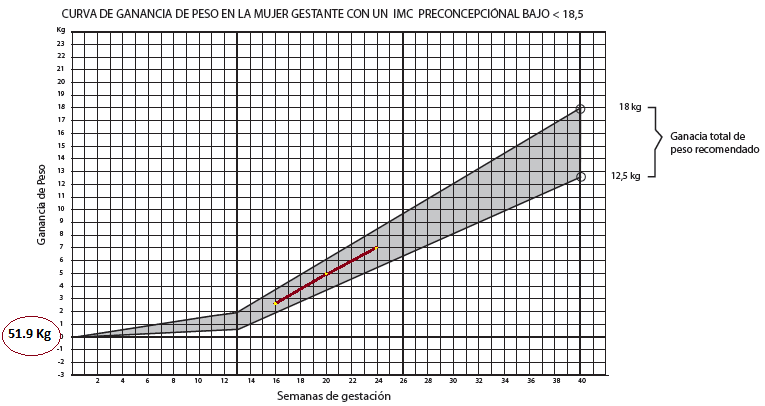 CURVA DE GANANCIA DE PESO EN LA MUJER GESTANTE CON UN IMC PRECONCEPCIÓNAL BAJO < 18,5
Kg
23
22
21
20
19
18
17
16
15
14
13
12
11
10
9
8
7
6
5
4
3
2
1
0
-1
-2
-3
Ganancia de Peso
51.9 Kg
18 kg
12,5 kg
Ganacia total de
peso recomendado
2 4 6 8 10 12 14 16 18 20 22 24 26 28 30 32 34 36 38 40
Semanas de gestación